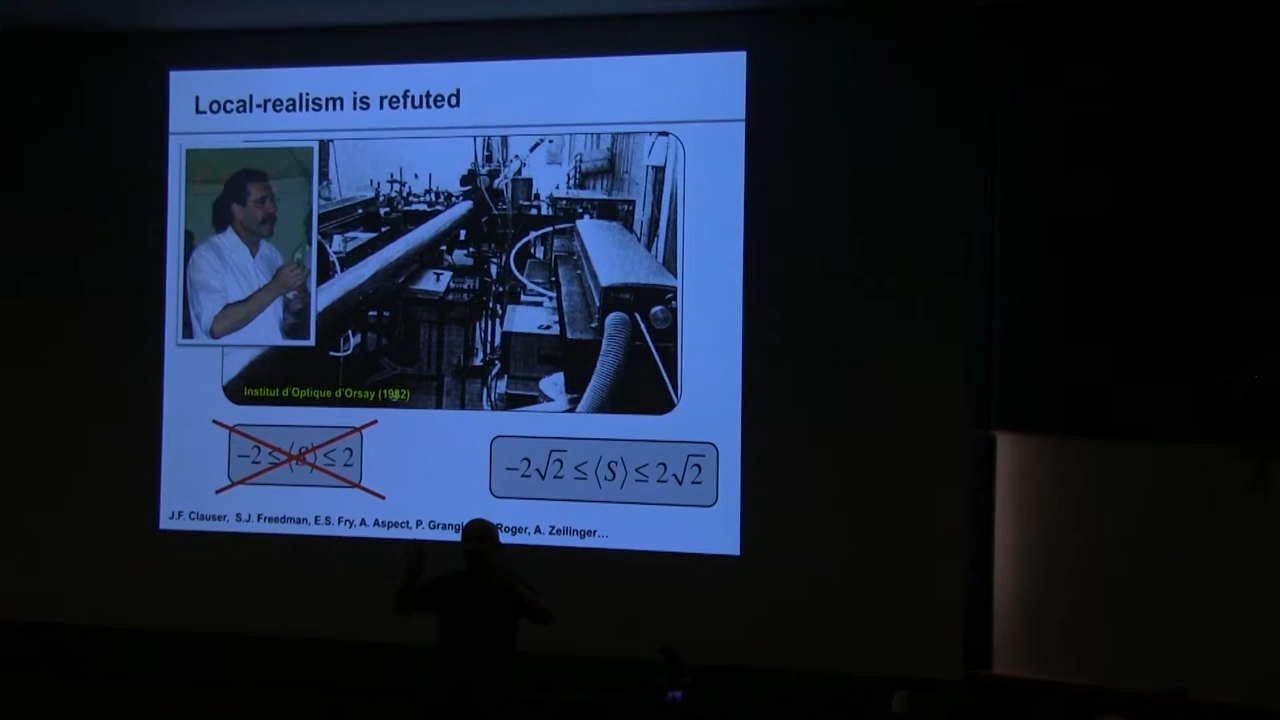 Local-realism is refuted
Institut d'Optique d'Orsay (1982)
−2 ≤ ⟨S⟩ ≤ 2
−2√2 ≤ ⟨S⟩ ≤ 2√2
J.F. Clauser, S.J. Freedman, E.S. Fry, A. Aspect, P. Roger, A. Zeilinger…